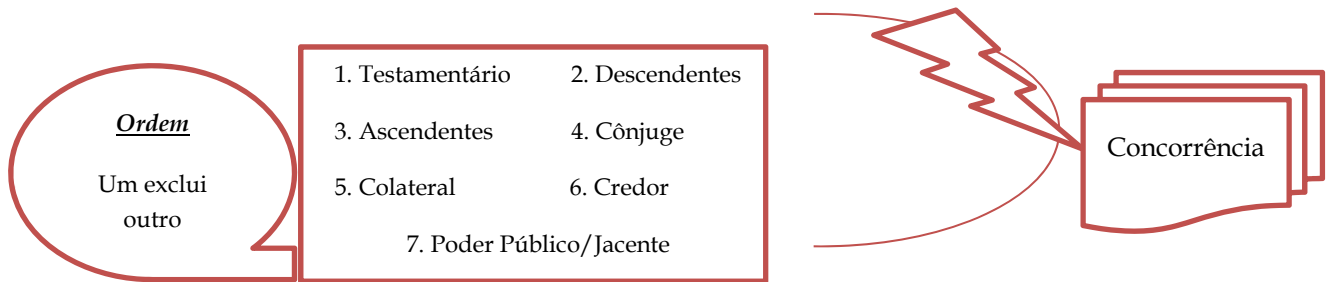 Ordem
Um exclui
outro
1. Testamentário 2. Descendentes
3. Ascendentes 4. Cônjuge
5. Colateral 6. Credor
7. Poder Público/Jacente
Concorrência